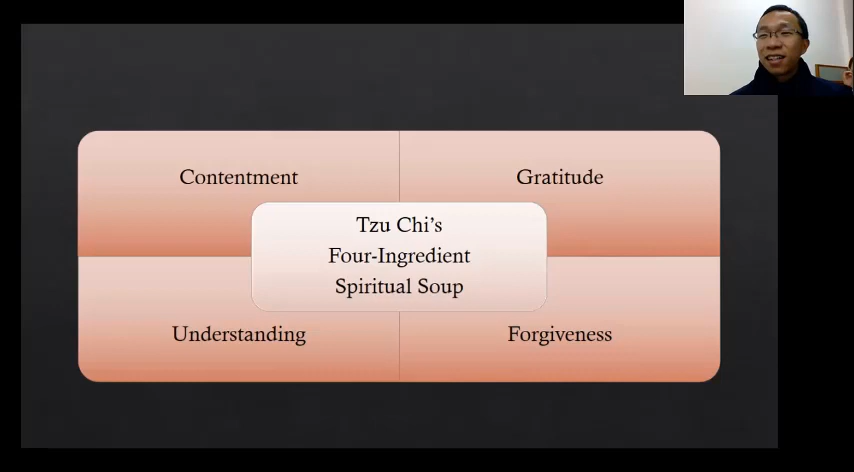 Contentment
Gratitude
Tzu Chi’s
Four-Ingredient
Spiritual Soup
Understanding
Forgiveness